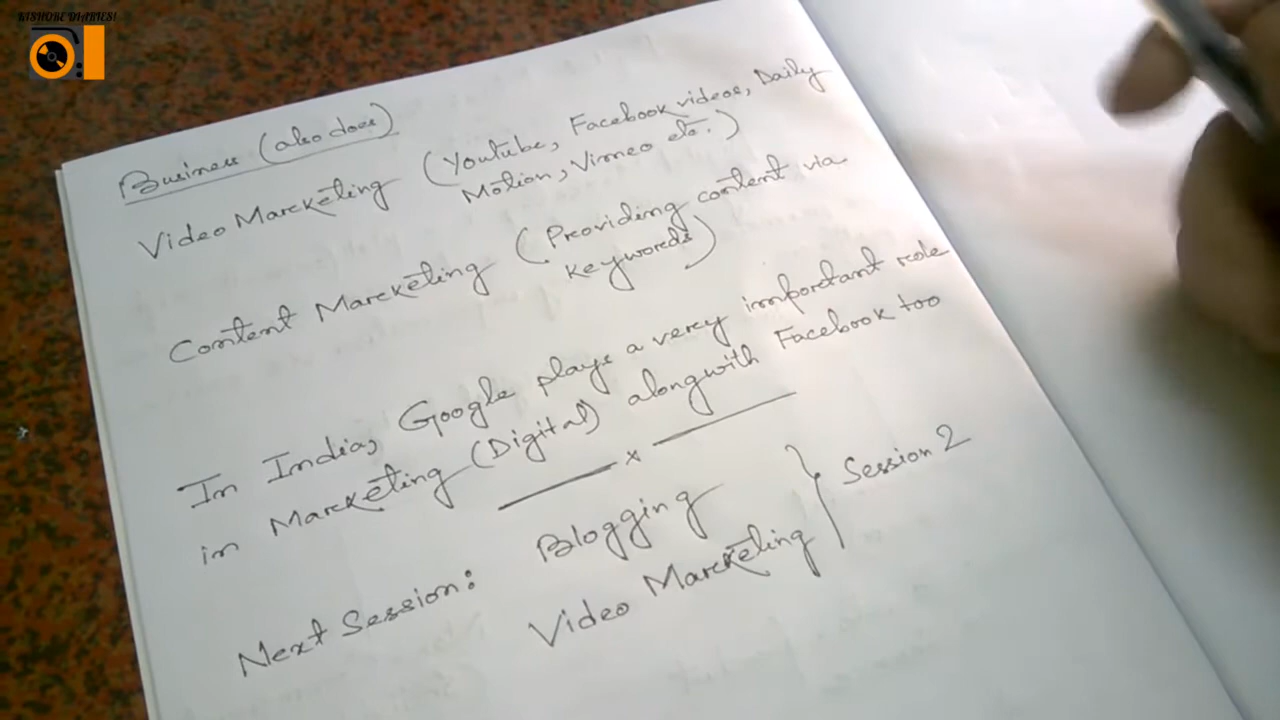 KISHORE DIARIES!
Business (also does)
Video Marketing (Youtube, Facebook videos, Daily
Motion, Vimeo etc.)
Content Marketing (Providing content via
keywords)
In India, Google plays a very important role
in Marketing (Digital) alongwith Facebook too
x
Next Session: Blogging
Video Marketing } Session 2